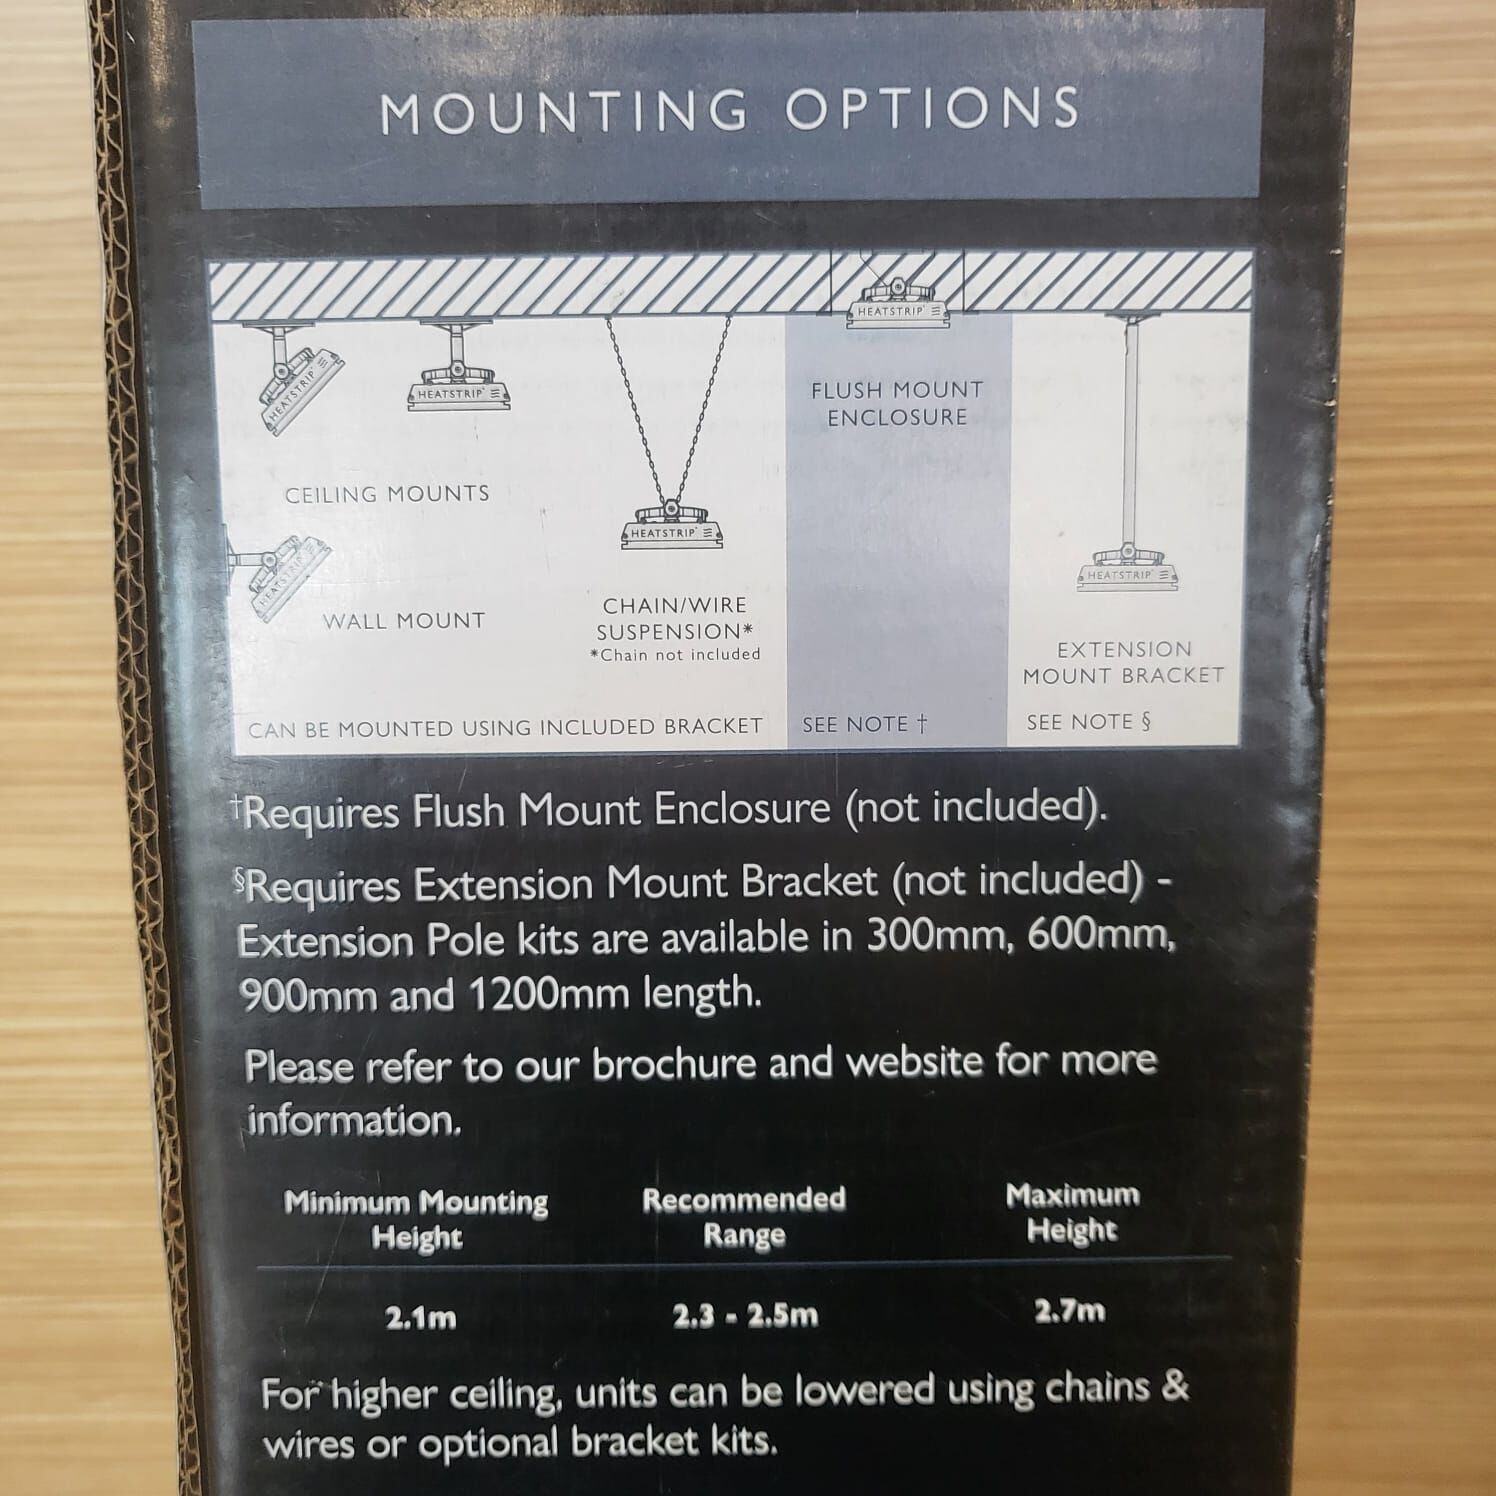 MOUNTING OPTIONS
HEATSTRIP
HEATSTRIP
HEATSTRIP
HEATSTRIP
FLUSH MOUNT
ENCLOSURE
CEILING MOUNTS
HEATSTRIP
HEATSTRIP
WALL MOUNT
CHAIN/WIRE
SUSPENSION*
*Chain not included
EXTENSION
MOUNT BRACKET
CAN BE MOUNTED USING INCLUDED BRACKET
SEE NOTE †
SEE NOTE §
†Requires Flush Mount Enclosure (not included).
§Requires Extension Mount Bracket (not included) -
Extension Pole kits are available in 300mm, 600mm,
900mm and 1200mm length.
Please refer to our brochure and website for more
information.
Minimum Mounting
Height
Recommended
Range
Maximum
Height
2.1m
2.3 - 2.5m
2.7m
For higher ceiling, units can be lowered using chains &
wires or optional bracket kits.